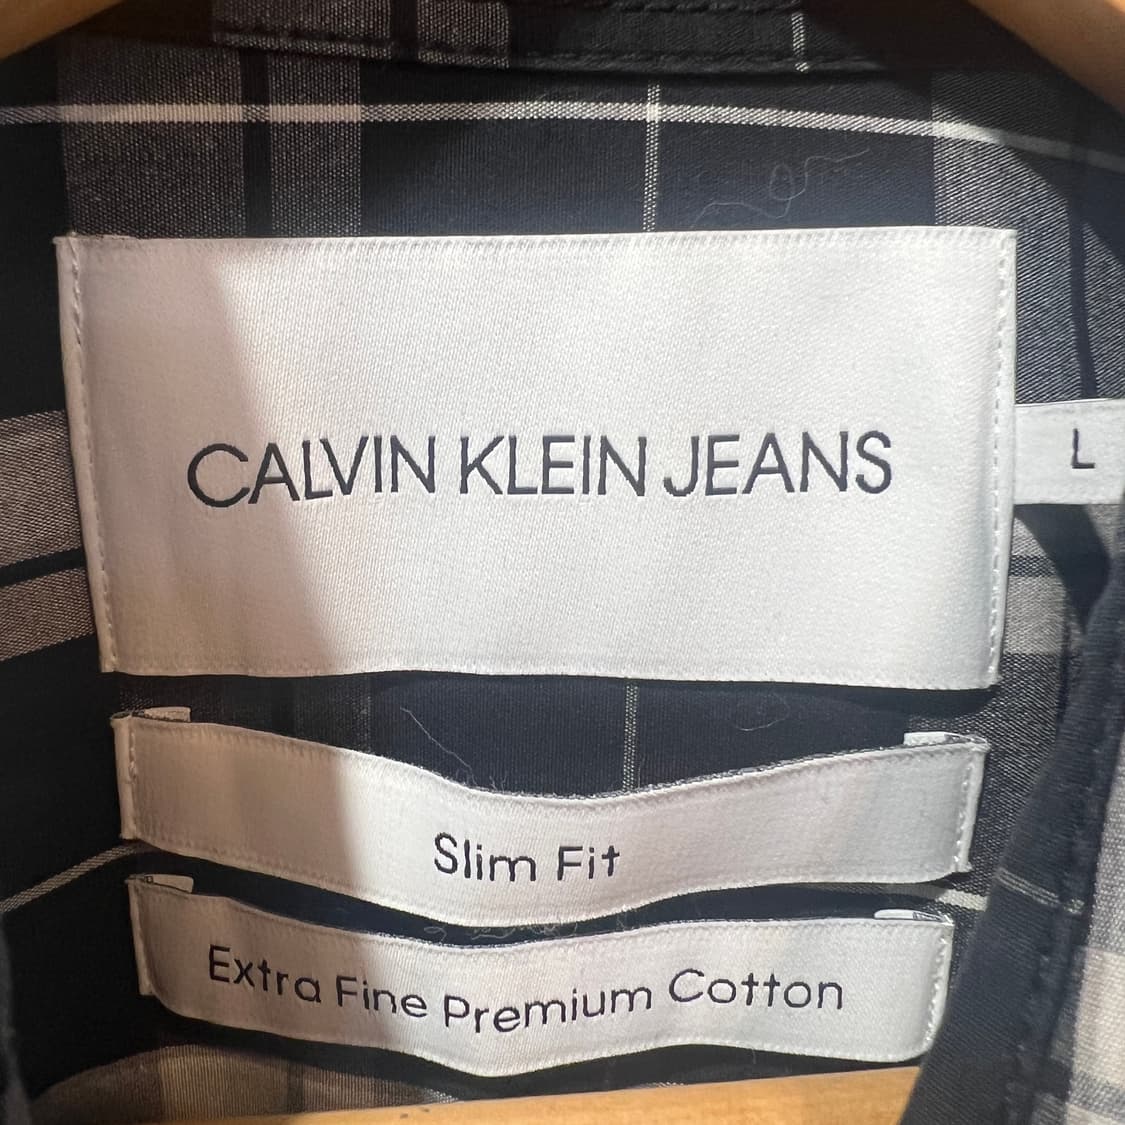 CALVIN KLEIN JEANS
L
Slim Fit
Extra Fine Premium Cotton